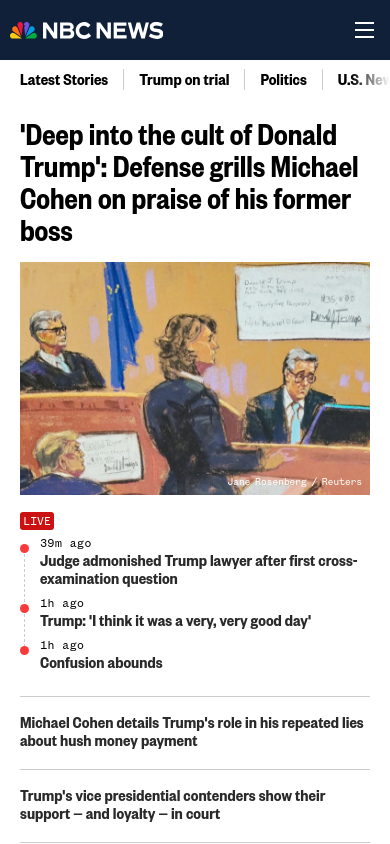 NBC NEWS
Latest Stories
Trump on trial
Politics
U.S. New
'Deep into the cult of Donald
Trump': Defense grills Michael
Cohen on praise of his former
boss
Donald J Trump
$35,000
Donald Trump
Jane Rosenberg / Reuters
LIVE
39m ago
Judge admonished Trump lawyer after first cross-
examination question
1h ago
Trump: 'I think it was a very, very good day'
1h ago
Confusion abounds
Michael Cohen details Trump's role in his repeated lies
about hush money payment
Trump's vice presidential contenders show their
support — and loyalty — in court